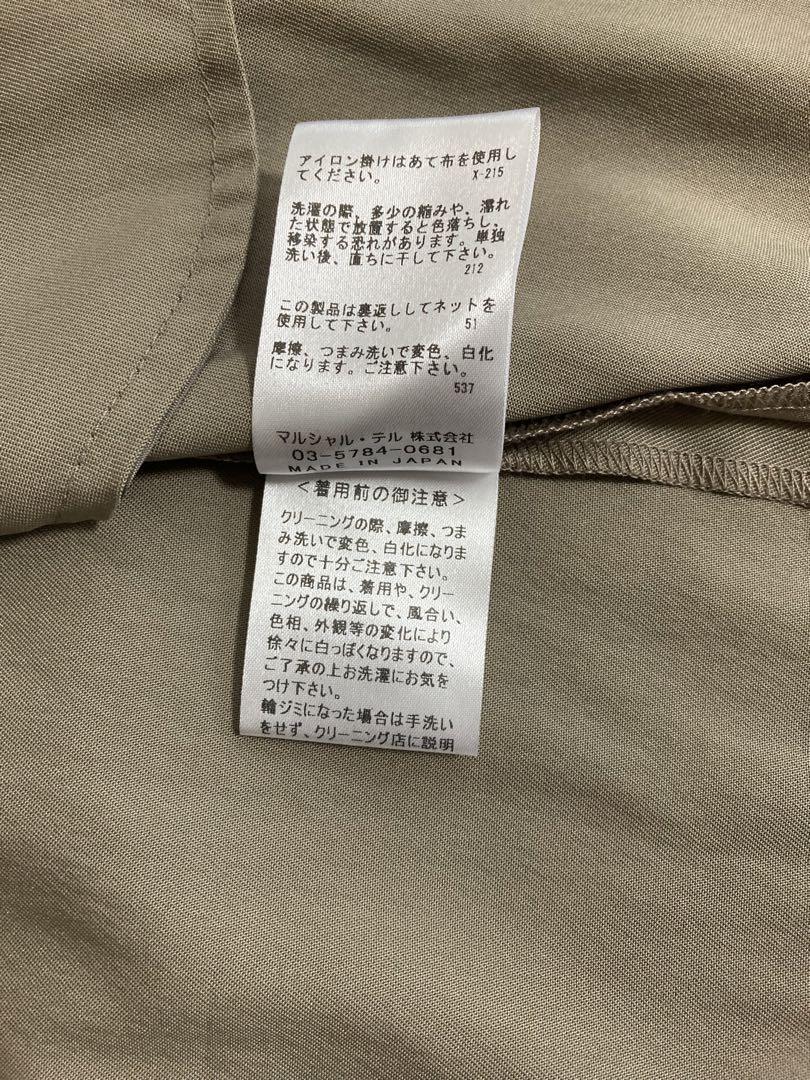 アイロン掛けはあて布を使用し
てください。 X-215
洗濯の際、多少の縮みや、濡れ
た状態で放置すると色落ちし、
移染する恐れがあります。単独
洗い後、直ちに干して下さい。
212
この製品は裏返ししてネットを
使用して下さい。 51
摩擦、つまみ洗いで変色、白化
になります。ご注意下さい。
537
マルシャル・テル 株式会社
03-5784-0681
MADE IN JAPAN
＜着用前の御注意＞
クリーニングの際、摩擦、つま
み洗いで変色、白化になりま
すので十分ご注意下さい。
この商品は、着用や、クリー
ニングの繰り返しで、風合い、
色相、外観等の変化により
徐々に白っぽくなりますので、
ご了承の上お洗濯にお気を
つけ下さい。
輪ジミになった場合は手洗い
をせず、クリーニング店に説明